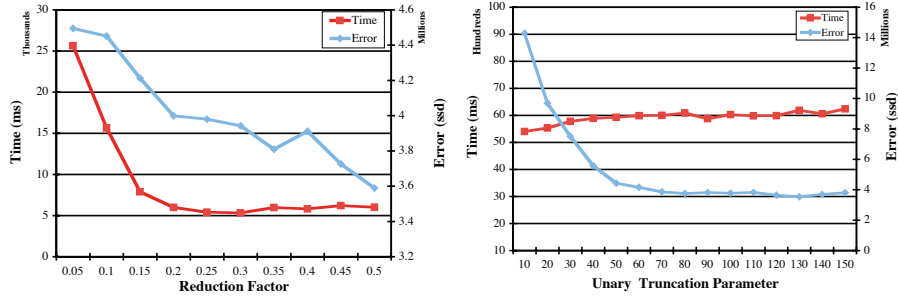 Thousands
30
25
20
15
10
5
0
Time (ms)
Time
Error
Millions
4.6
4.4
4.2
4
3.8
3.6
3.4
3.2
Error (ssd)
0.05 0.1 0.15 0.2 0.25 0.3 0.35 0.4 0.45 0.5
Reduction Factor
Hundreds
100
90
80
70
60
50
40
30
20
10
Time (ms)
Time
Error
Millions
16
14
12
10
8
6
4
2
0
Error (ssd)
10 20 30 40 50 60 70 80 90 100 110 120 130 140 150
Unary Truncation Parameter